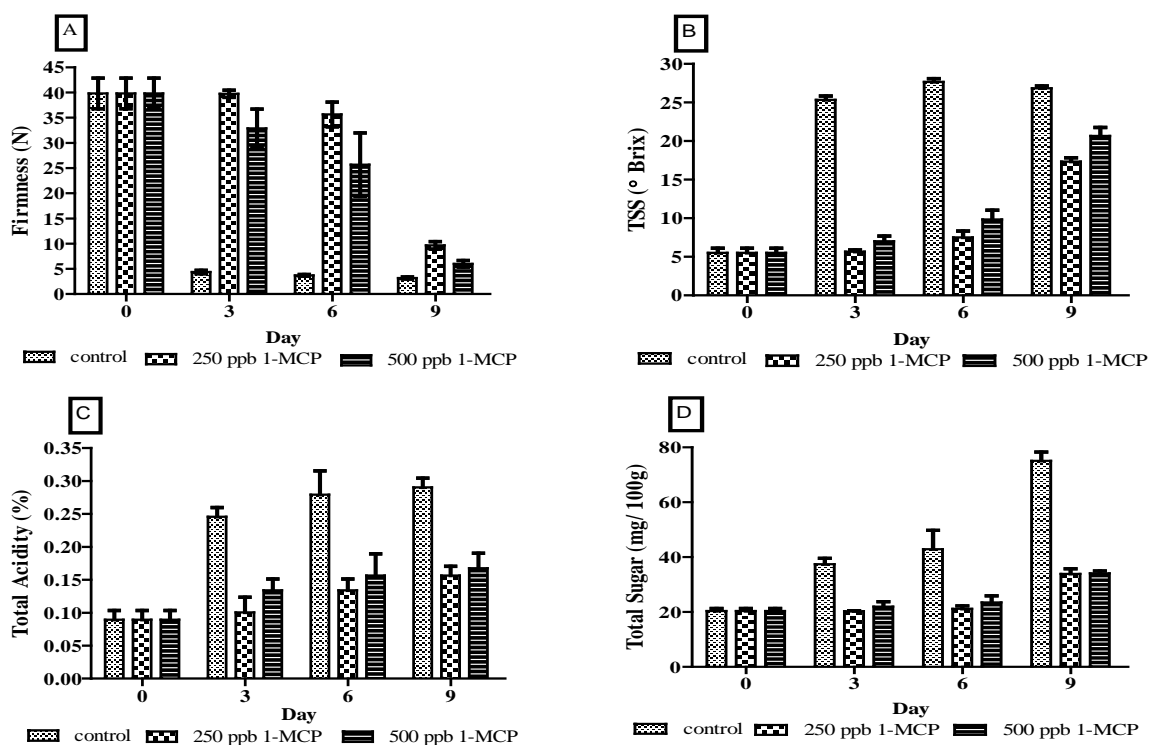 A
Firmness (N)
45
40
35
30
25
20
15
10
5
0
0 3 6 9
Day
control 250 ppb 1-MCP 500 ppb 1-MCP
B
TSS (° Brix)
30
25
20
15
10
5
0
0 3 6 9
Day
control 250 ppb 1-MCP 500 ppb 1-MCP
C
Total Acidity (%)
0.35
0.30
0.25
0.20
0.15
0.10
0.05
0.00
0 3 6 9
Day
control 250 ppb 1-MCP 500 ppb 1-MCP
D
Total Sugar (mg/100g)
80
60
40
20
0
0 3 6 9
Day
control 250 ppb 1-MCP 500 ppb 1-MCP